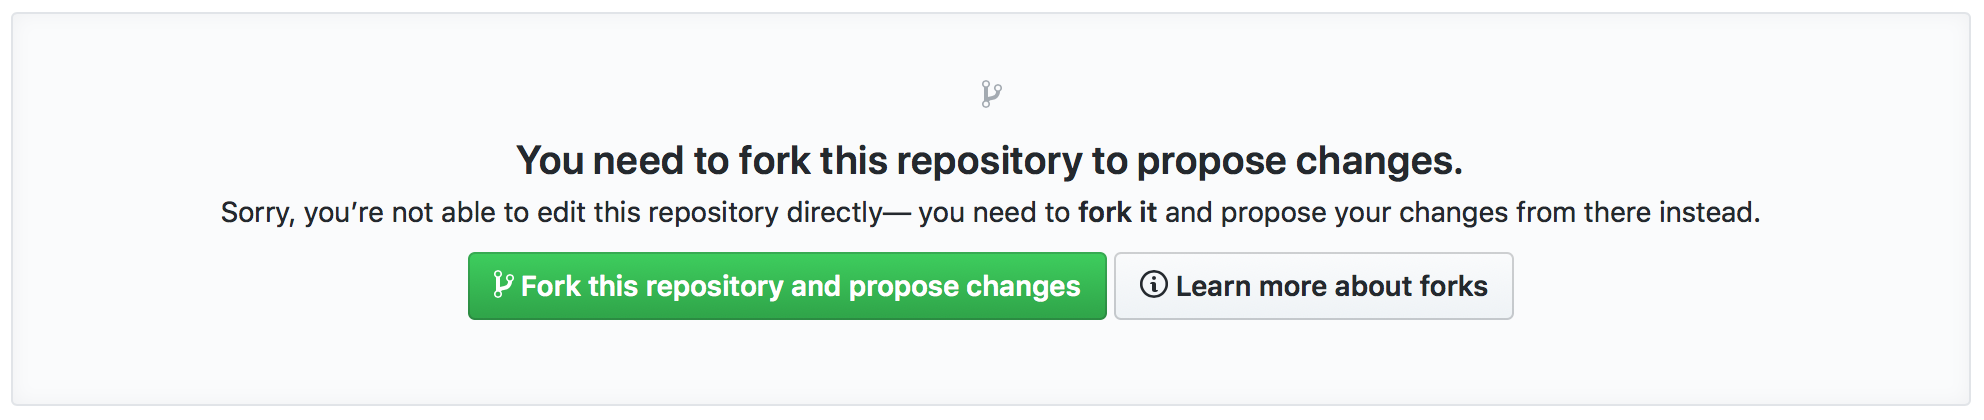 You need to fork this repository to propose changes.
Sorry, you’re not able to edit this repository directly— you need to fork it and propose your changes from there instead.
Fork this repository and propose changes
Learn more about forks